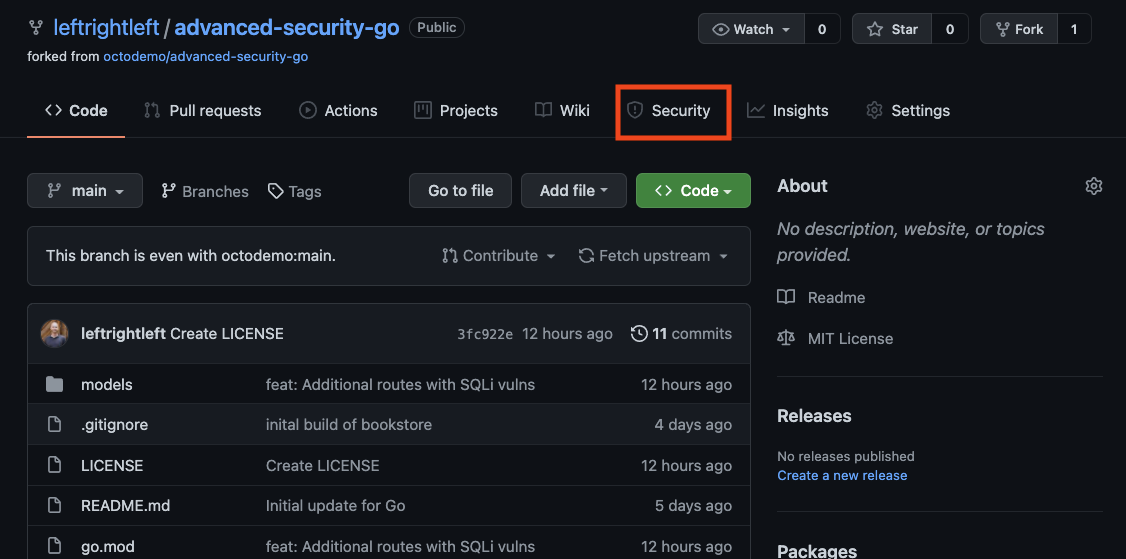 leftrightleft / advanced-security-go Public Watch 0 Star 0 Fork 1
forked from octodemo/advanced-security-go
Code Pull requests Actions Projects Wiki Security Insights Settings
main Branches Tags Go to file Add file Code
This branch is even with octodemo:main. Contribute Fetch upstream
leftrightleft Create LICENSE 3fc922e 12 hours ago 11 commits
models feat: Additional routes with SQLi vulns 12 hours ago
.gitignore inital build of bookstore 4 days ago
LICENSE Create LICENSE 12 hours ago
README.md Initial update for Go 5 days ago
go.mod feat: Additional routes with SQLi vulns 12 hours ago
About
No description, website, or topics
provided.
Readme
MIT License
Releases
No releases published
Create a new release
Packages